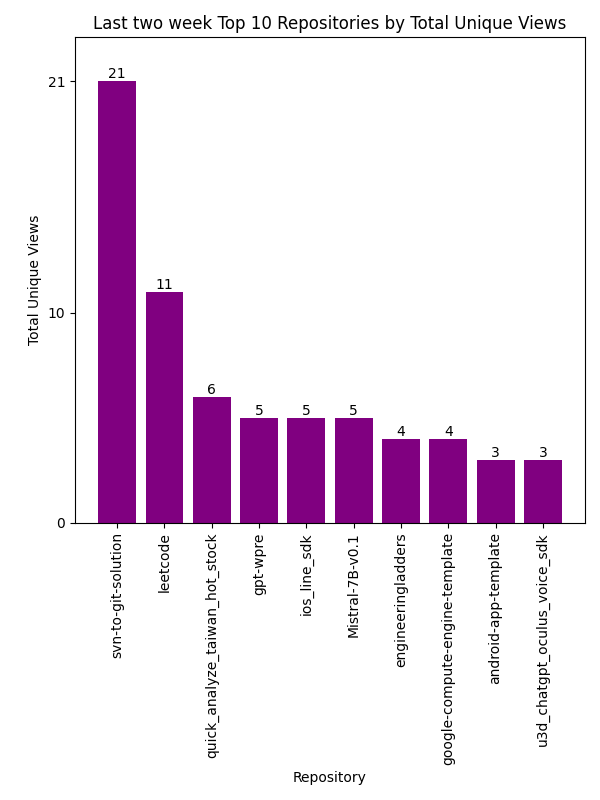 Last two week Top 10 Repositories by Total Unique Views
Total Unique Views
21
10
0
21
11
6
5
5
5
4
4
3
3
svn-to-git-solution
leetcode
quick_analyze_taiwan_hot_stock
gpt-wpre
ios_line_sdk
Mistral-7B-v0.1
engineeringladders
google-compute-engine-template
android-app-template
u3d_chatgpt_oculus_voice_sdk
Repository